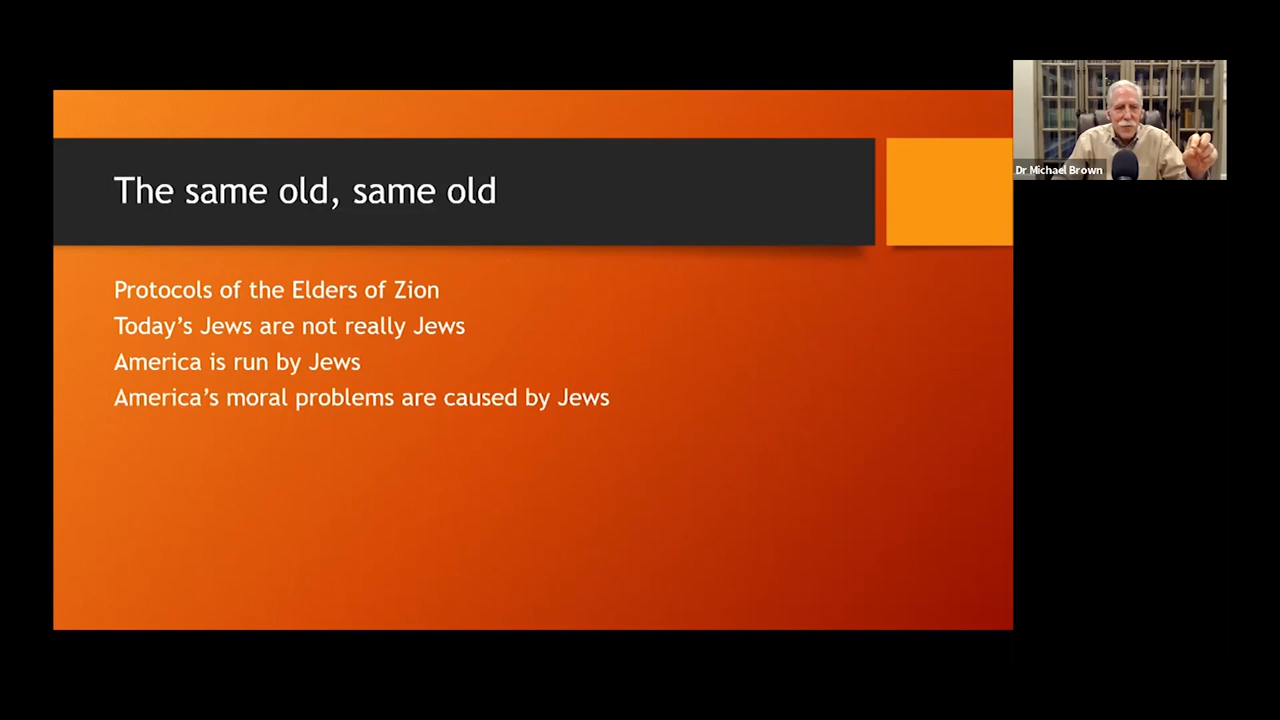 The same old, same old
Protocols of the Elders of Zion
Today’s Jews are not really Jews
America is run by Jews
America’s moral problems are caused by Jews
Dr Michael Brown